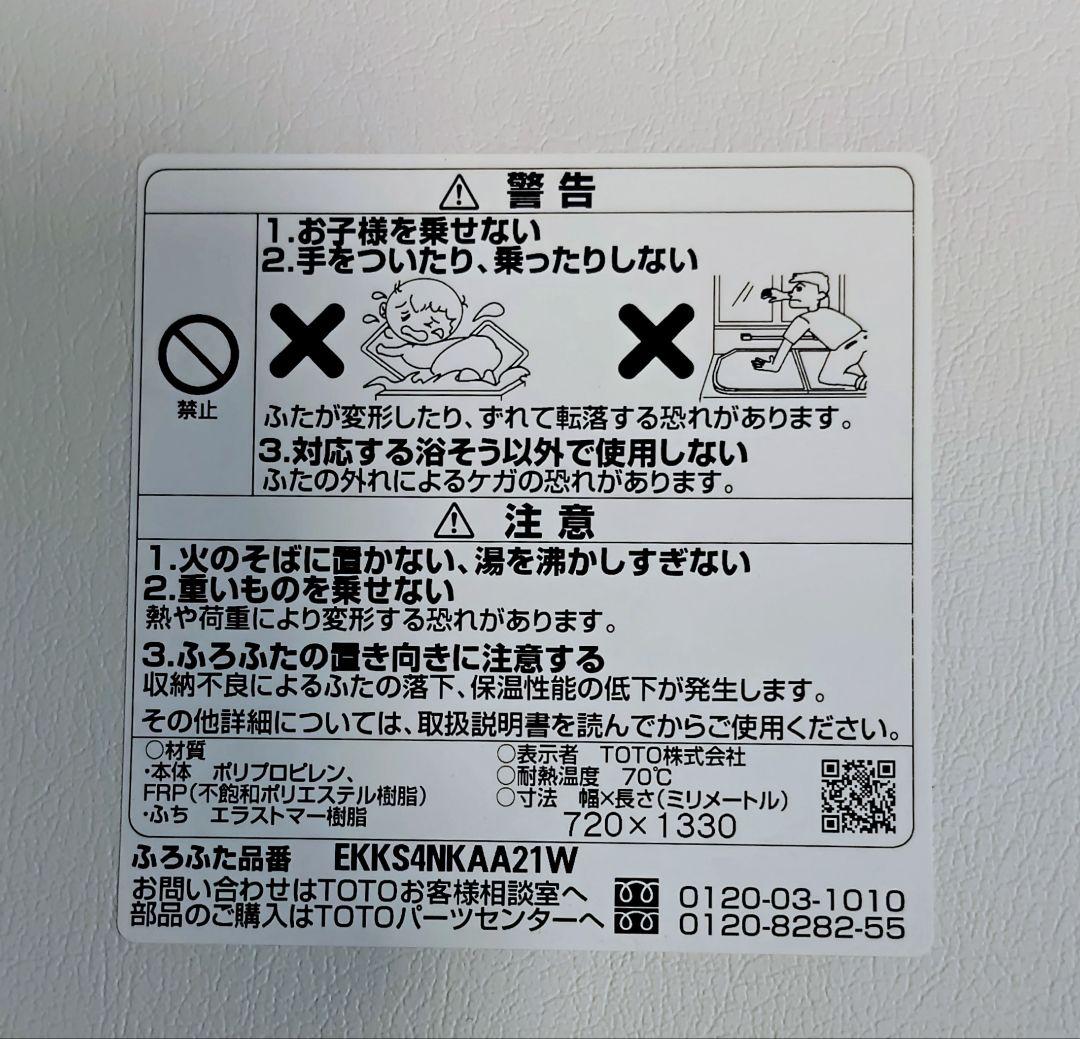 警告
1.お子様を乗せない
2.手をついたり、乗ったりしない
禁止
ふたが変形したり、ずれて転落する恐れがあります。
3.対応する浴そう以外で使用しない
ふたの外れによるケガの恐れがあります。
注意
1.火のそばに置かない、湯を沸かしすぎない
2.重いものを乗せない
熱や荷重により変形する恐れがあります。
3.ふろふたの置き向きに注意する
収納不良によるふたの落下、保温性能の低下が発生します。
その他詳細については、取扱説明書を読んでからご使用ください。
○材質
・本体 ポリプロピレン、
FRP(不飽和ポリエステル樹脂)
・ふち エラストマー樹脂
○表示者 TOTO株式会社
○耐熱温度 70℃
○寸法 幅×長さ(ミリメートル)
720×1330
ふろふた品番 EKKS4NKAA21W
お問い合わせはTOTOお客様相談室へ 0120-03-1010
部品のご購入はTOTOパーツセンターへ 0120-8282-55